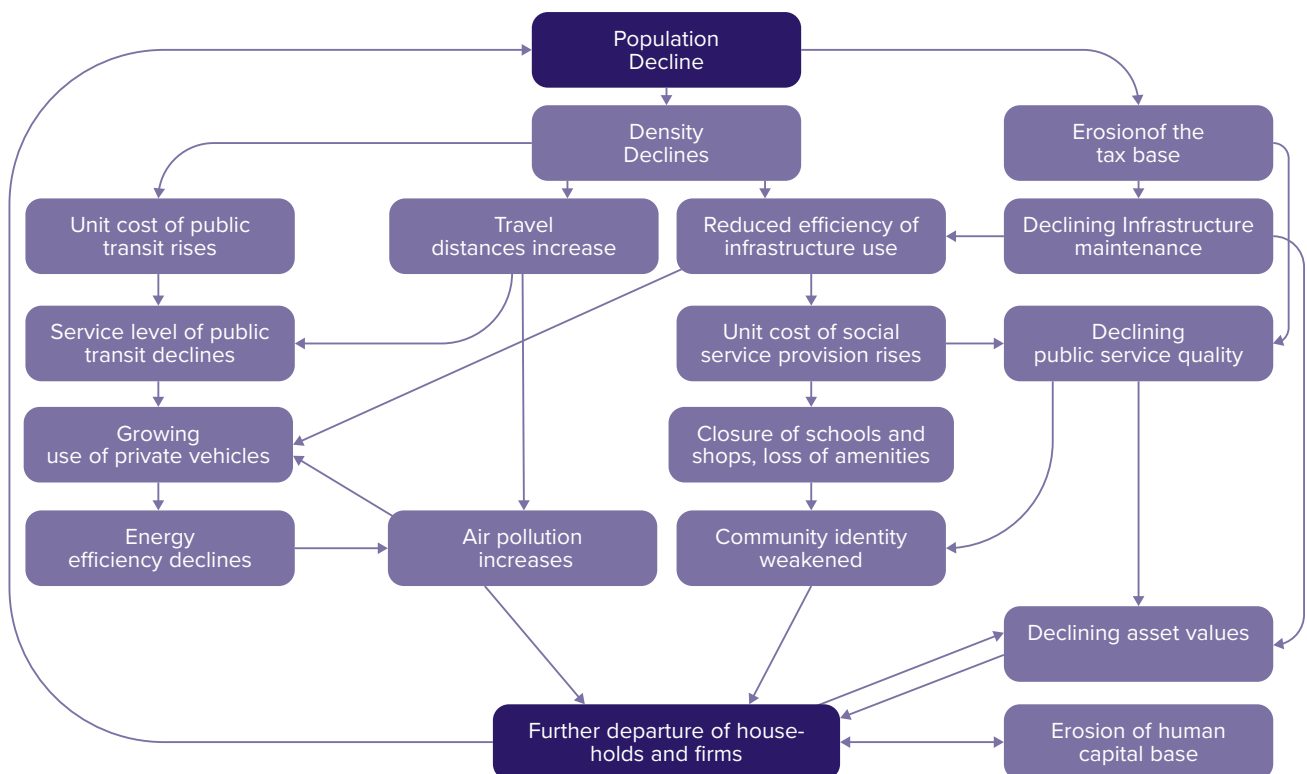 Population
Decline
Density
Declines
Erosionof the
tax base
Unit cost of public
transit rises
Travel
distances increase
Reduced efficiency of
infrastructure use
Declining Infrastructure
maintenance
Service level of public
transit declines
Unit cost of social
service provision rises
Declining
public service quality
Growing
use of private vehicles
Closure of schools and
shops, loss of amenities
Energy
efficiency declines
Air pollution
increases
Community identity
weakened
Declining asset values
Further departure of house-
holds and firms
Erosion of human
capital base